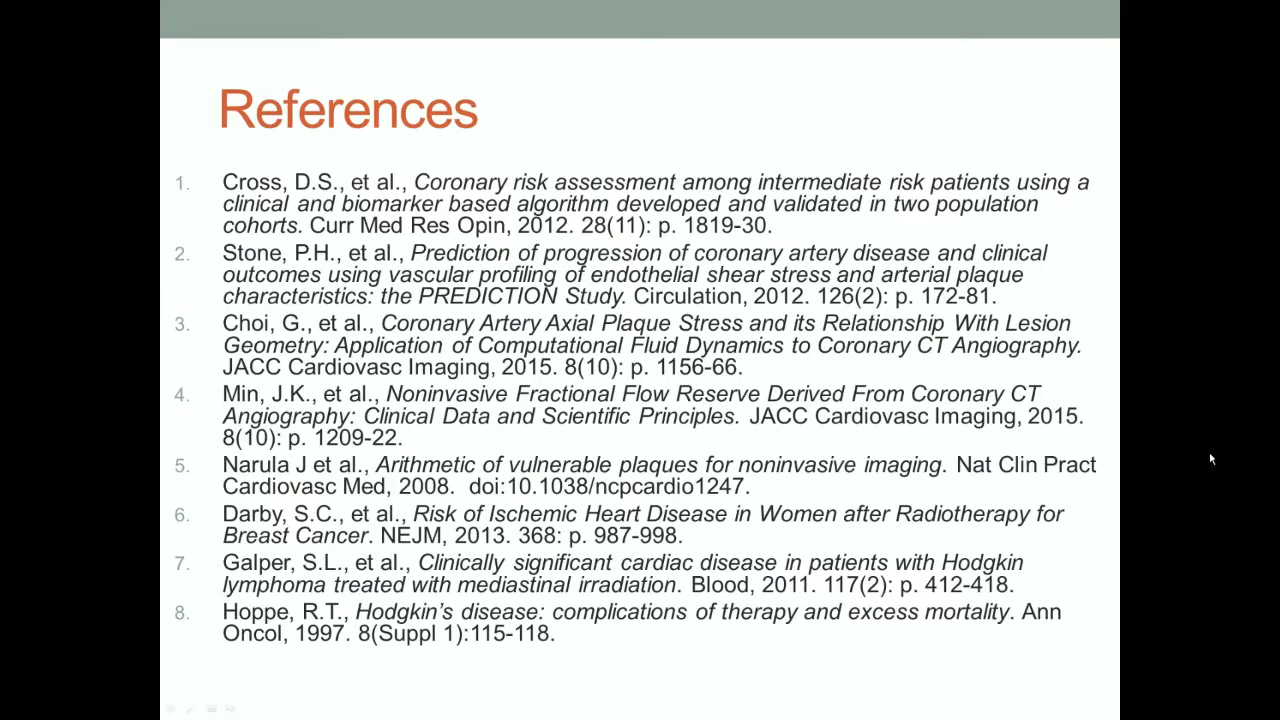 References
1. Cross, D.S., et al., Coronary risk assessment among intermediate risk patients using a
clinical and biomarker based algorithm developed and validated in two population
cohorts. Curr Med Res Opin, 2012. 28(11): p. 1819-30.
2. Stone, P.H., et al., Prediction of progression of coronary artery disease and clinical
outcomes using vascular profiling of endothelial shear stress and arterial plaque
characteristics: the PREDICTION Study. Circulation, 2012. 126(2): p. 172-81.
3. Choi, G., et al., Coronary Artery Axial Plaque Stress and its Relationship With Lesion
Geometry: Application of Computational Fluid Dynamics to Coronary CT Angiography.
JACC Cardiovasc Imaging, 2015. 8(10): p. 1156-66.
4. Min, J.K., et al., Noninvasive Fractional Flow Reserve Derived From Coronary CT
Angiography: Clinical Data and Scientific Principles. JACC Cardiovasc Imaging, 2015.
8(10): p. 1209-22.
5. Narula J et al., Arithmetic of vulnerable plaques for noninvasive imaging. Nat Clin Pract
Cardiovasc Med, 2008. doi:10.1038/ncpcardio1247.
6. Darby, S.C., et al., Risk of Ischemic Heart Disease in Women after Radiotherapy for
Breast Cancer. NEJM, 2013. 368: p. 987-998.
7. Galper, S.L., et al., Clinically significant cardiac disease in patients with Hodgkin
lymphoma treated with mediastinal irradiation. Blood, 2011. 117(2): p. 412-418.
8. Hoppe, R.T., Hodgkin’s disease: complications of therapy and excess mortality. Ann
Oncol, 1997. 8(Suppl 1):115-118.